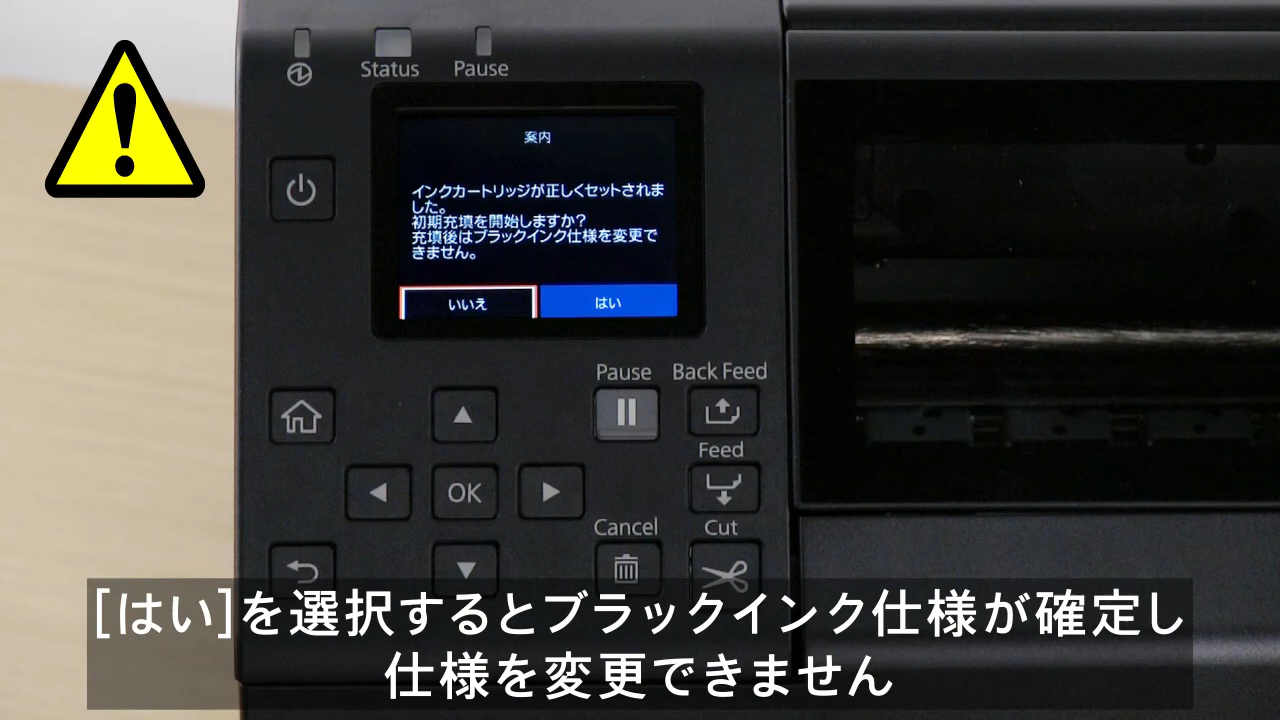 Status
Pause
案内
インクカートリッジが正しくセットされま
した。
初期充填を開始しますか?
充填後はブラックインク仕様を変更で
きません。
いいえ
はい
Pause
Back Feed
Feed
OK
Cancel
Cut
[はい]を選択するとブラックインク仕様が確定し
仕様を変更できません